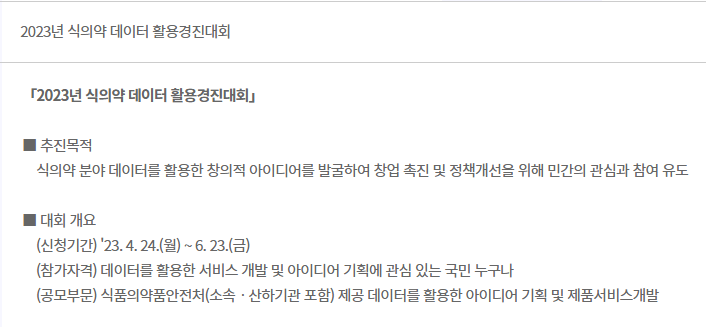 2023년 식의약 데이터 활용경진대회
「2023년 식의약 데이터 활용경진대회」
■ 추진목적
식의약 분야 데이터를 활용한 창의적 아이디어를 발굴하여 창업 촉진 및 정책개선을 위해 민간의 관심과 참여 유도
■ 대회 개요
(신청기간) '23. 4. 24.(월) ~ 6. 23.(금)
(참가자격) 데이터를 활용한 서비스 개발 및 아이디어 기획에 관심 있는 국민 누구나
(공모부문) 식품의약품안전처(소속ㆍ산하기관 포함) 제공 데이터를 활용한 아이디어 기획 및 제품서비스개발